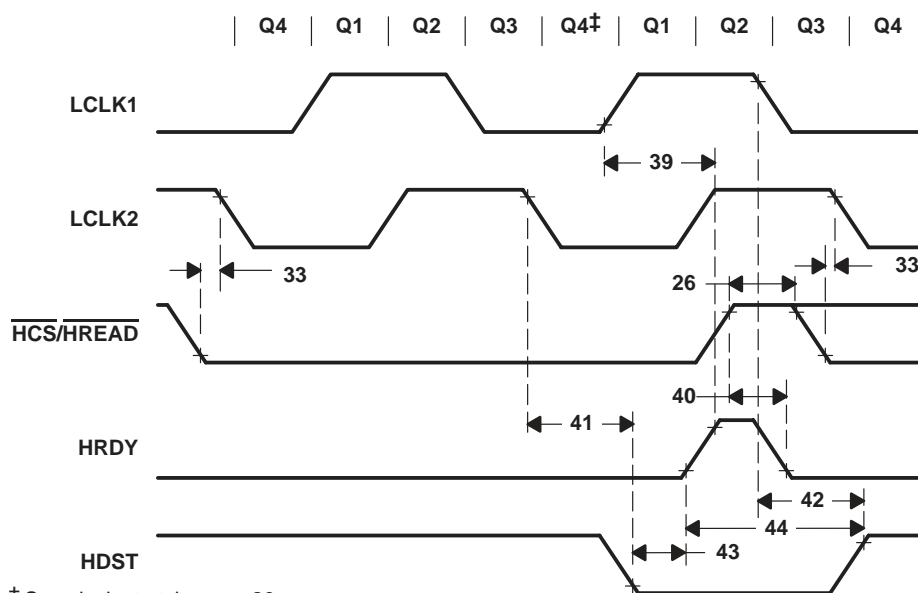 Q4 Q1 Q2 Q3 Q4‡ Q1 Q2 Q3 Q4
LCLK1
39
LCLK2
33 26 33
HCS/HREAD
40
41
HRDY
42
44
43
HDST